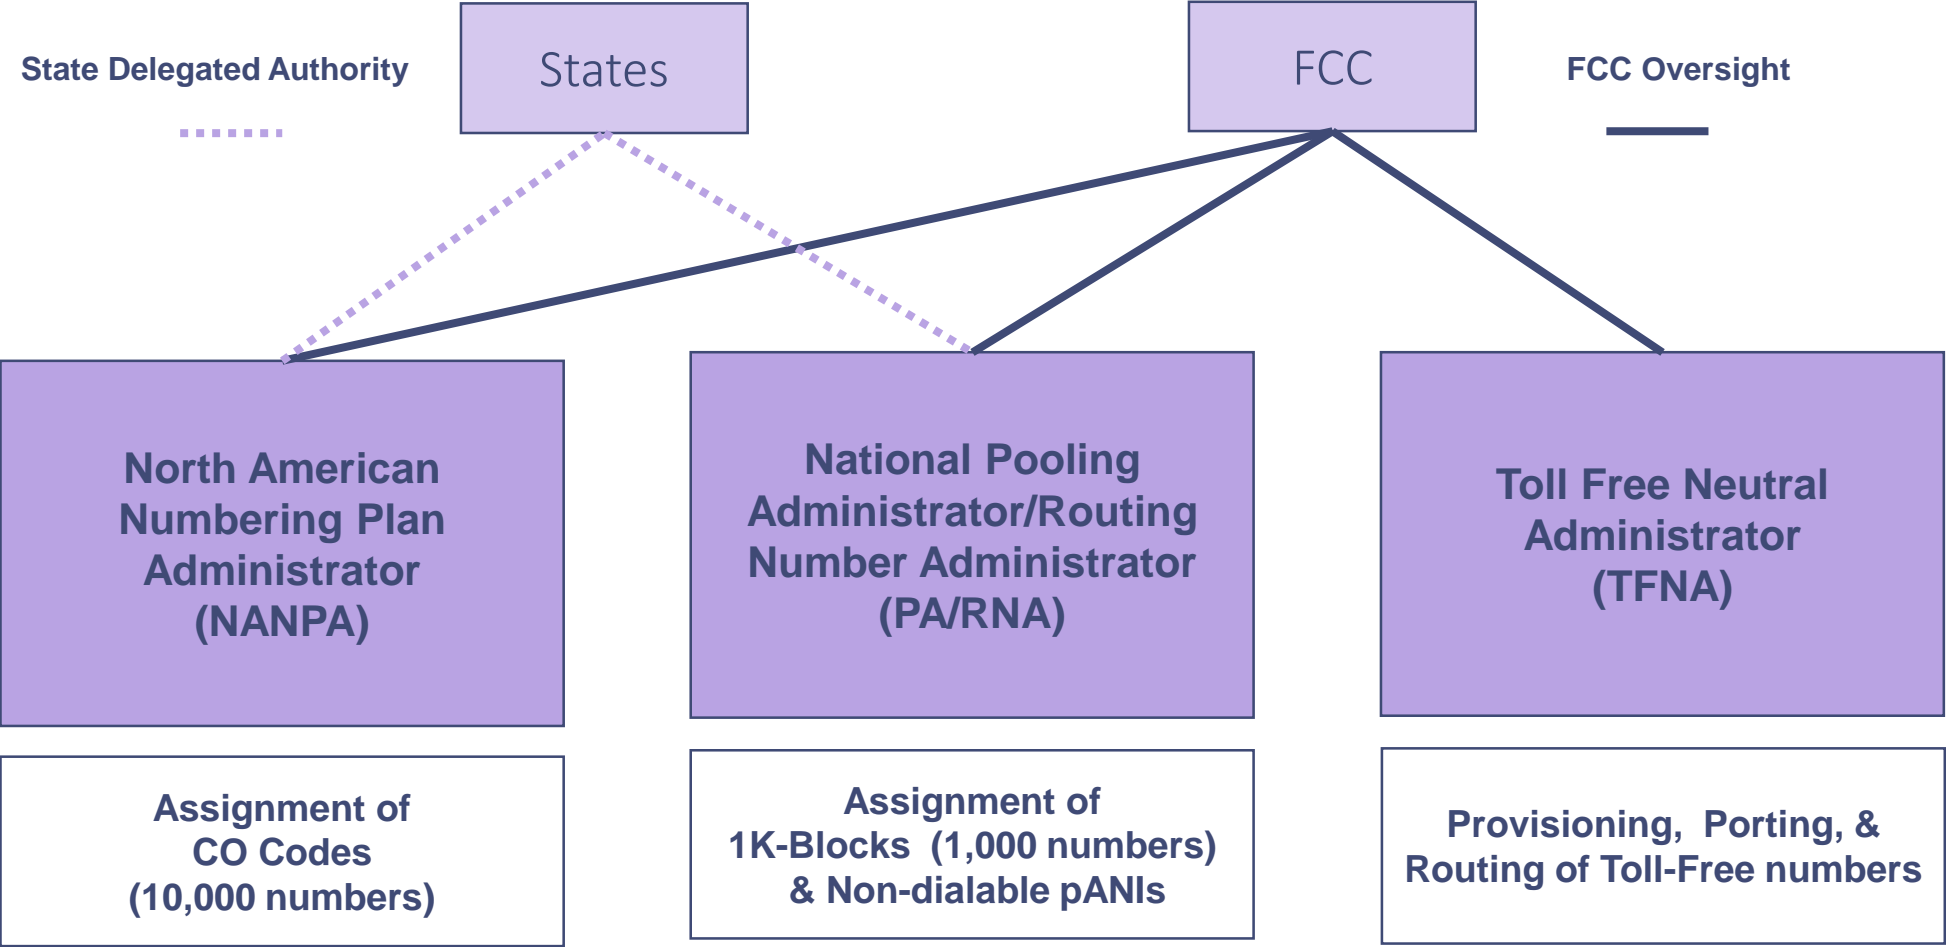 State Delegated Authority
States
FCC
FCC Oversight
North American
Numbering Plan
Administrator
(NANPA)
National Pooling
Administrator/Routing
Number Administrator
(PA/RNA)
Toll Free Neutral
Administrator
(TFNA)
Assignment of
CO Codes
(10,000 numbers)
Assignment of
1K-Blocks (1,000 numbers)
& Non-dialable pANIs
Provisioning, Porting, &
Routing of Toll-Free numbers